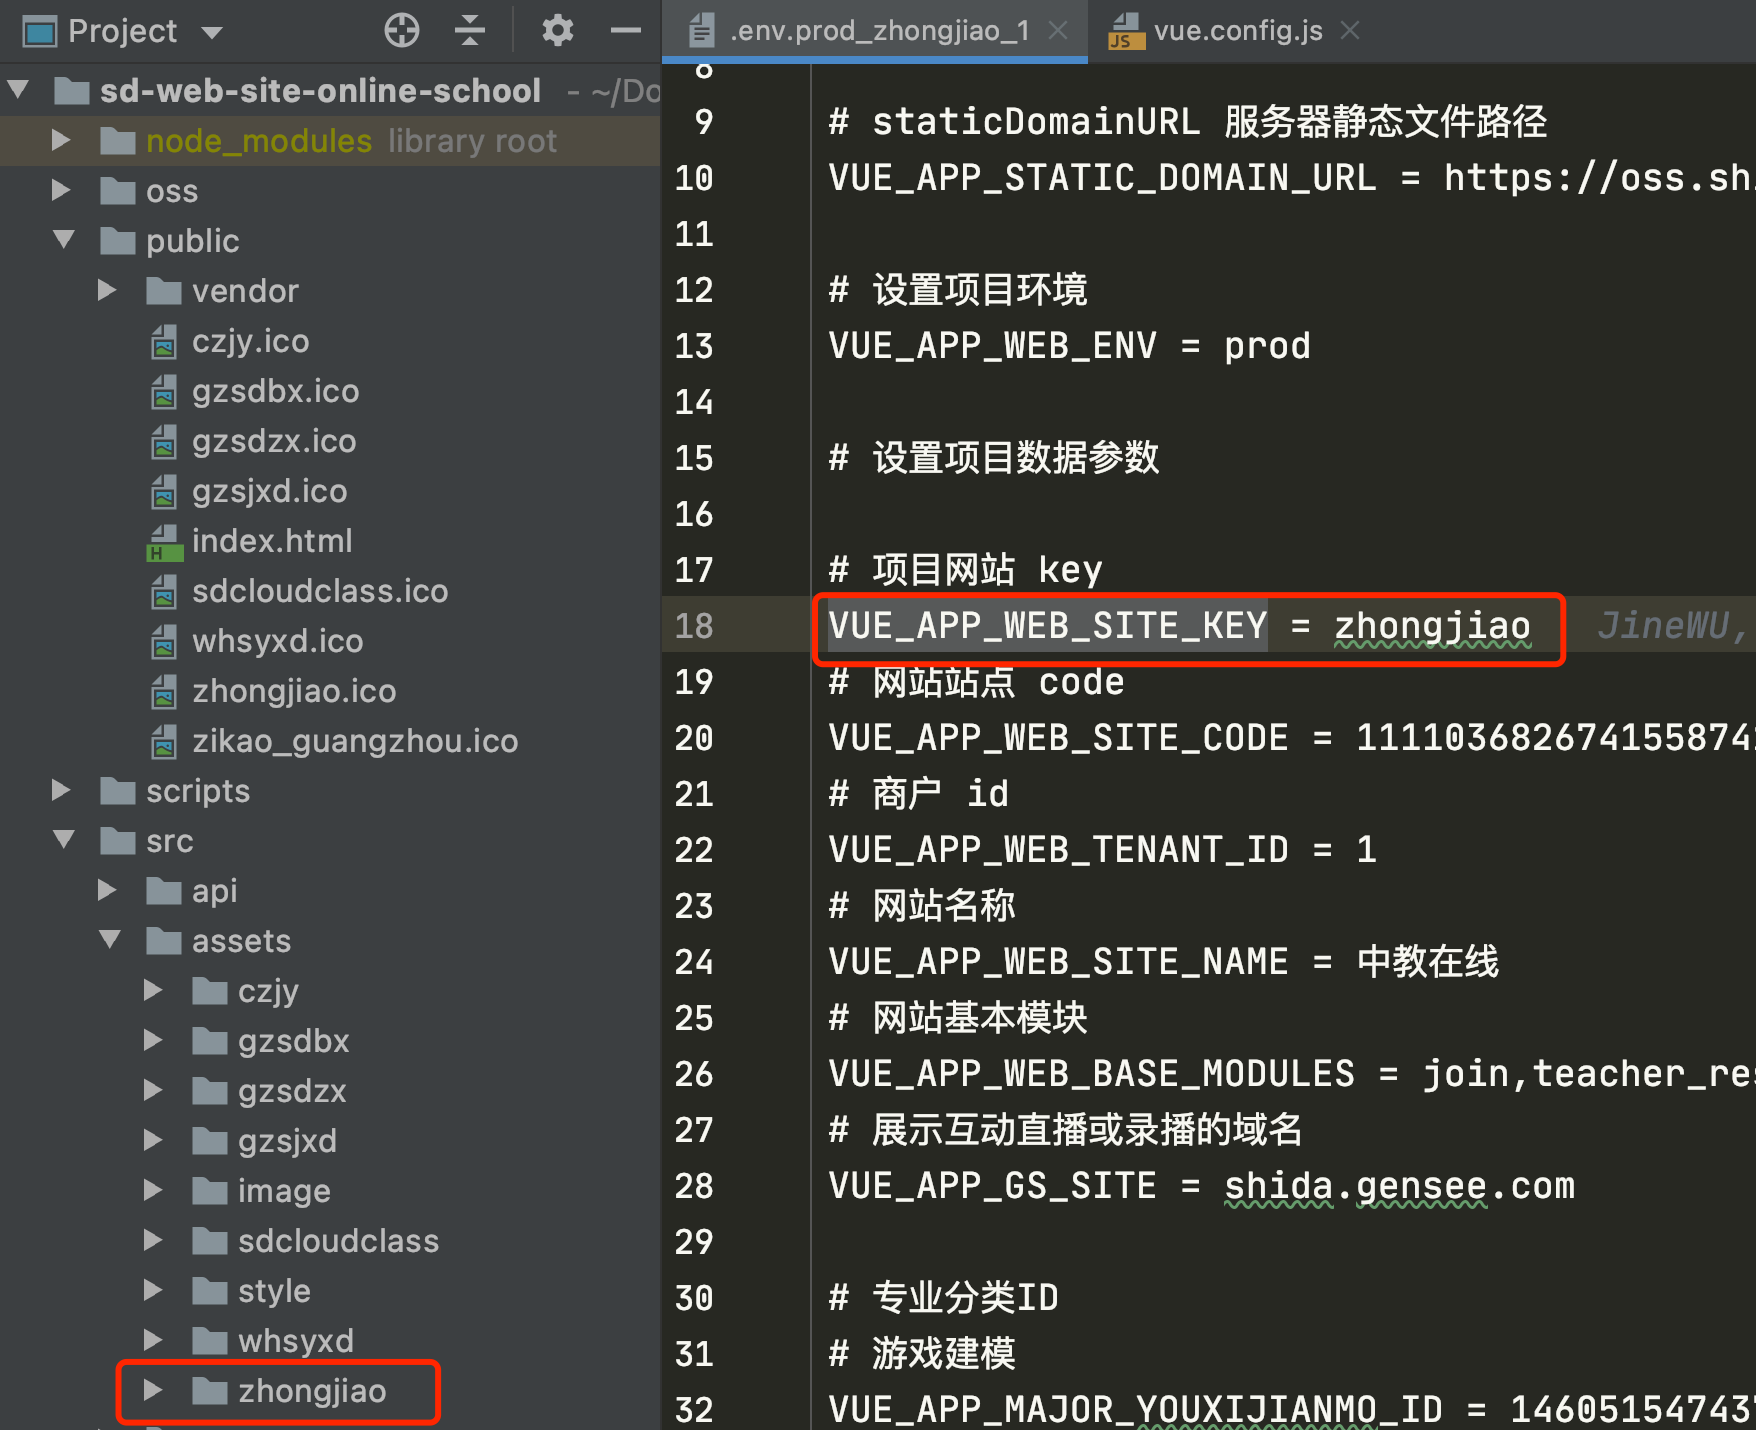 Project
sd-web-site-online-school - ~/Do
node_modules library root
oss
public
vendor
czjy.ico
gzsdbx.ico
gzsdzx.ico
gzsjxd.ico
index.html
sdcloudclass.ico
whsyxd.ico
zhongjiao.ico
zikao_guangzhou.ico
scripts
src
api
assets
czjy
gzsdbx
gzsdzx
gzsjxd
image
sdcloudclass
style
whsyxd
zhongjiao
.env.prod_zhongjiao_1
vue.config.js
8
9 # staticDomainURL 服务器静态文件路径
10 VUE_APP_STATIC_DOMAIN_URL = https://oss.sh
11
12 # 设置项目环境
13 VUE_APP_WEB_ENV = prod
14
15 # 设置项目数据参数
16
17 # 项目网站 key
18 VUE_APP_WEB_SITE_KEY = zhongjiao JineWU,
19 # 网站站点 code
20 VUE_APP_WEB_SITE_CODE = 111103682674155874
21 # 商户 id
22 VUE_APP_WEB_TENANT_ID = 1
23 # 网站名称
24 VUE_APP_WEB_SITE_NAME = 中教在线
25 # 网站基本模块
26 VUE_APP_WEB_BASE_MODULES = join,teacher_res
27 # 展示互动直播或录播的域名
28 VUE_APP_GS_SITE = shida.gensee.com
29
30 # 专业分类ID
31 # 游戏建模
32 VUE_APP_MAJOR_YOUXIJIANMO_ID = 146051547437